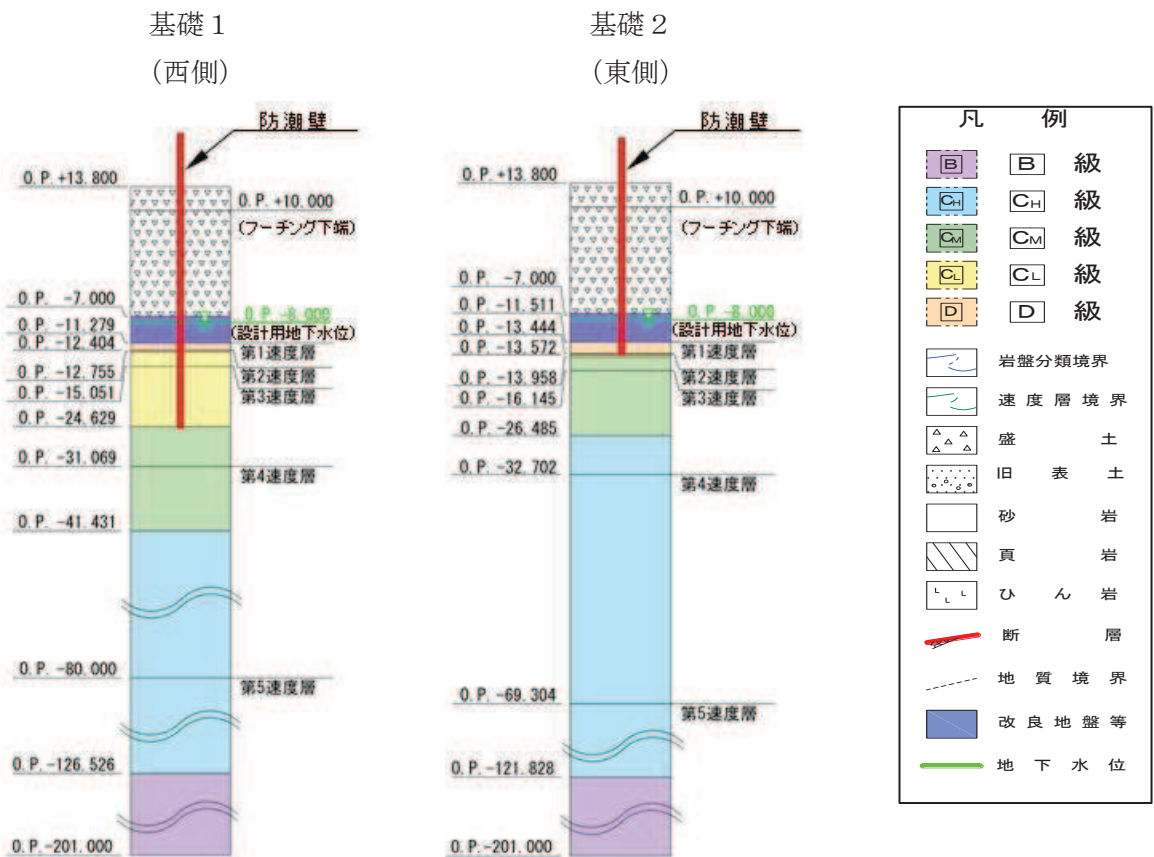 基礎１
（西側）
防潮壁
O.P.+13.800
O.P.+10.000
(フーチング下端)
O.P. -7.000
O.P. -8.000
(設計用地下水位)
O.P. -11.279
O.P. -12.404
第1速度層
O.P. -12.755
第2速度層
O.P. -15.051
第3速度層
O.P. -24.629
O.P. -31.069
第4速度層
O.P. -41.431
O.P. -80.000
第5速度層
O.P.-126.526
O.P.-201.000
基礎２
（東側）
防潮壁
O.P.+13.800
O.P.+10.000
(フーチング下端)
O.P. -7.000
O.P. -11.511
O.P. -8.000
(設計用地下水位)
O.P. -13.444
O.P. -13.572
第1速度層
O.P. -13.958
第2速度層
O.P. -16.145
第3速度層
O.P. -26.485
O.P. -32.702
第4速度層
O.P. -69.304
第5速度層
O.P.-121.828
O.P.-201.000
凡 例
B B 級
CH CH 級
CM CM 級
CL CL 級
D D 級
岩盤分類境界
速度層境界
盛土
旧表土
砂岩
頁岩
ひん岩
断層
地質境界
改良地盤等
地下水位